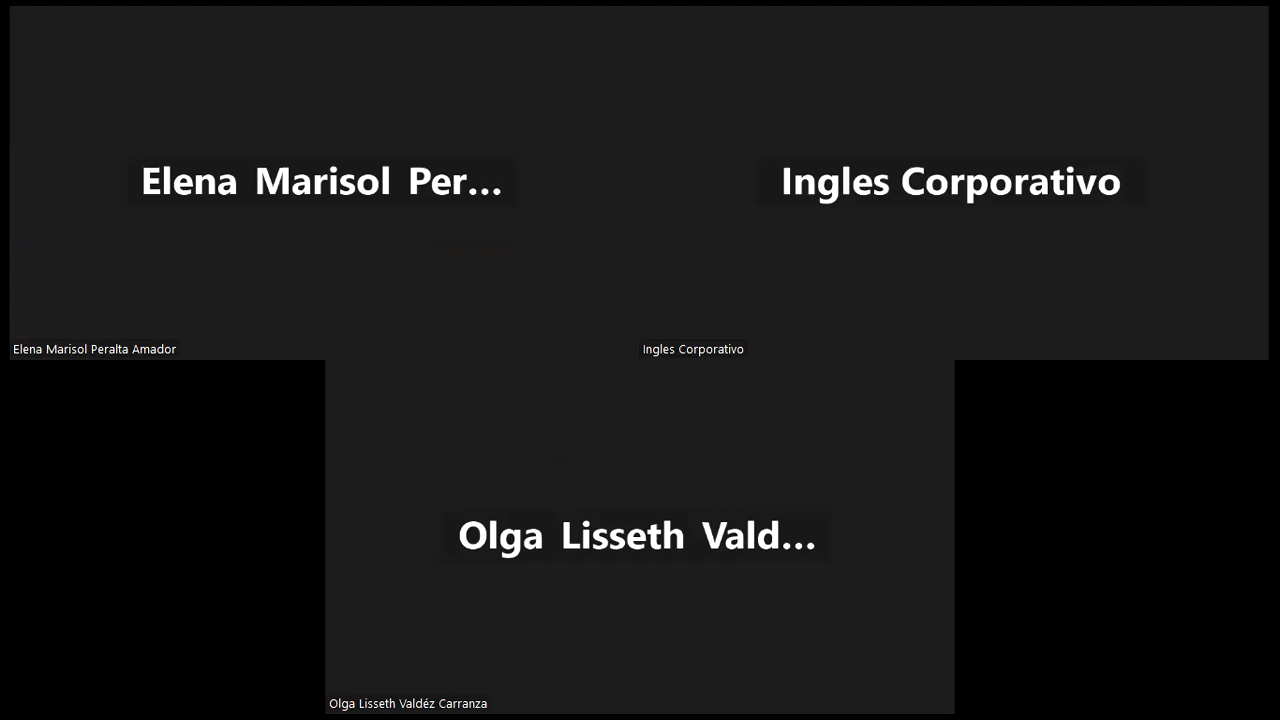 Elena Marisol Per...
Ingles Corporativo
Elena Marisol Peralta Amador
Ingles Corporativo
Olga Lisseth Vald...
Olga Lisseth Valdéz Carranza